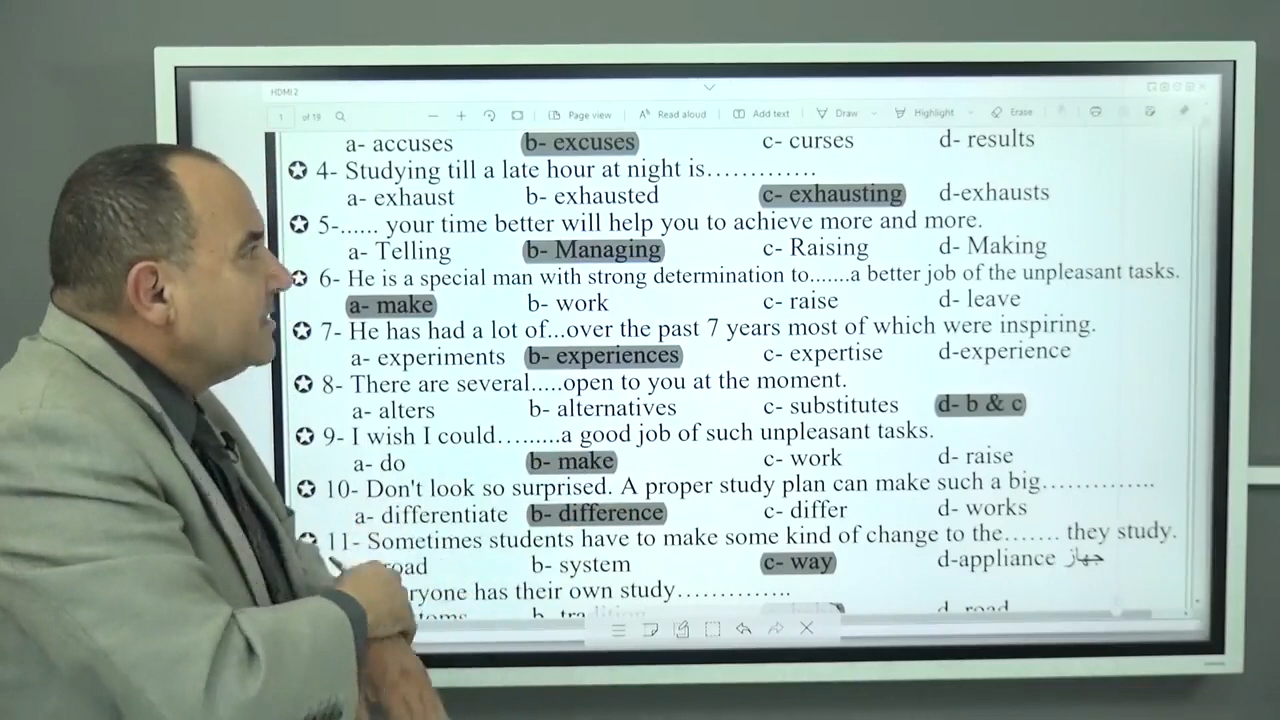 HDMI 2
1 of 19 Page view Read aloud Add text Draw Highlight Erase
a- accuses b- excuses c- curses d- results
4- Studying till a late hour at night is.............
a- exhaust b- exhausted c- exhausting d-exhausts
5-...... your time better will help you to achieve more and more.
a- Telling b- Managing c- Raising d- Making
6- He is a special man with strong determination to.......a better job of the unpleasant tasks.
a- make b- work c- raise d- leave
7- He has had a lot of...over the past 7 years most of which were inspiring.
a- experiments b- experiences c- expertise d-experience
8- There are several.....open to you at the moment.
a- alters b- alternatives c- substitutes d- b & c
9- I wish I could.........a good job of such unpleasant tasks.
a- do b- make c- work d- raise
10- Don't look so surprised. A proper study plan can make such a big..............
a- differentiate b- difference c- differ d- works
11- Sometimes students have to make some kind of change to the....... they study.
road b- system c- way d-appliance جهاز
ryone has their own study..............
d- road